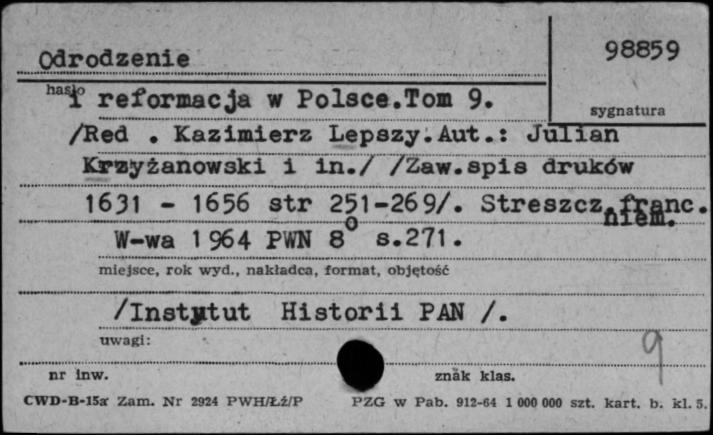 Odrodzenie
98859
hasło
i reformacja w Polsce.Tom 9.
sygnatura
/Red . Kazimierz Lepszy.Aut.: Julian
Krzyżanowski i in./ /Zaw.spis druków
1631 - 1656 str 251-269/. Streszcz.franc.
niem.
W-wa 1964 PWN 8° s.271.
miejsce, rok wyd., nakładca, format, objętość
/Instytut Historii PAN /.
uwagi:
9
nr inw.
znak klas.
CWD-B-15a Zam. Nr 2924 PWH/Łź/P
PZG w Pab. 912-64 1 000 000 szt. kart. b. kl. 5.